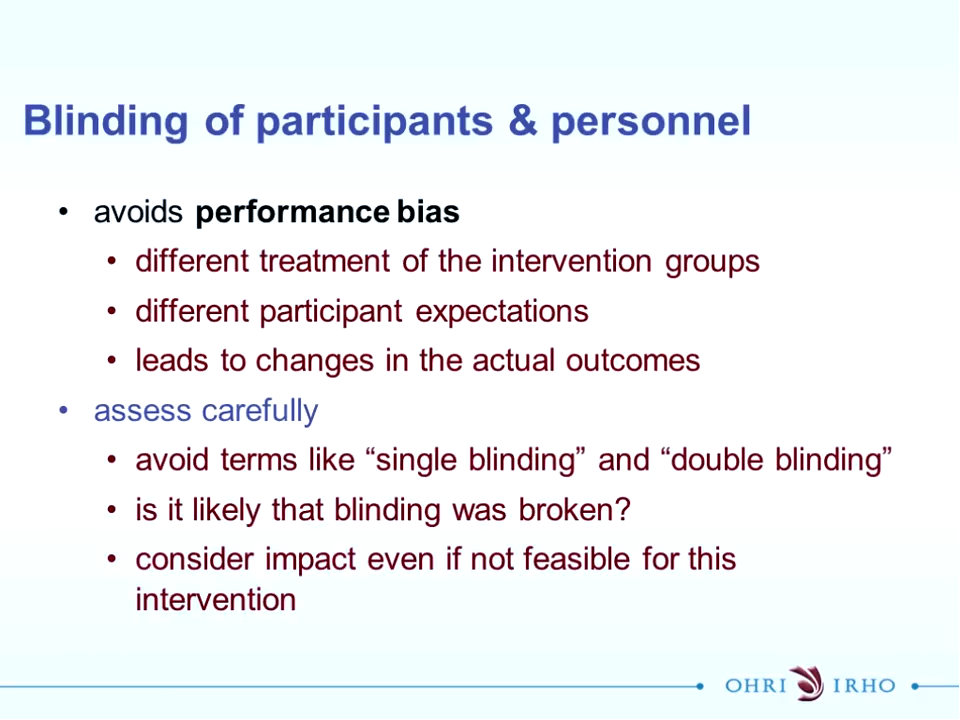 Blinding of participants & personnel
• avoids performance bias
• different treatment of the intervention groups
• different participant expectations
• leads to changes in the actual outcomes
• assess carefully
• avoid terms like “single blinding” and “double blinding”
• is it likely that blinding was broken?
• consider impact even if not feasible for this
intervention
OHRI IRHO